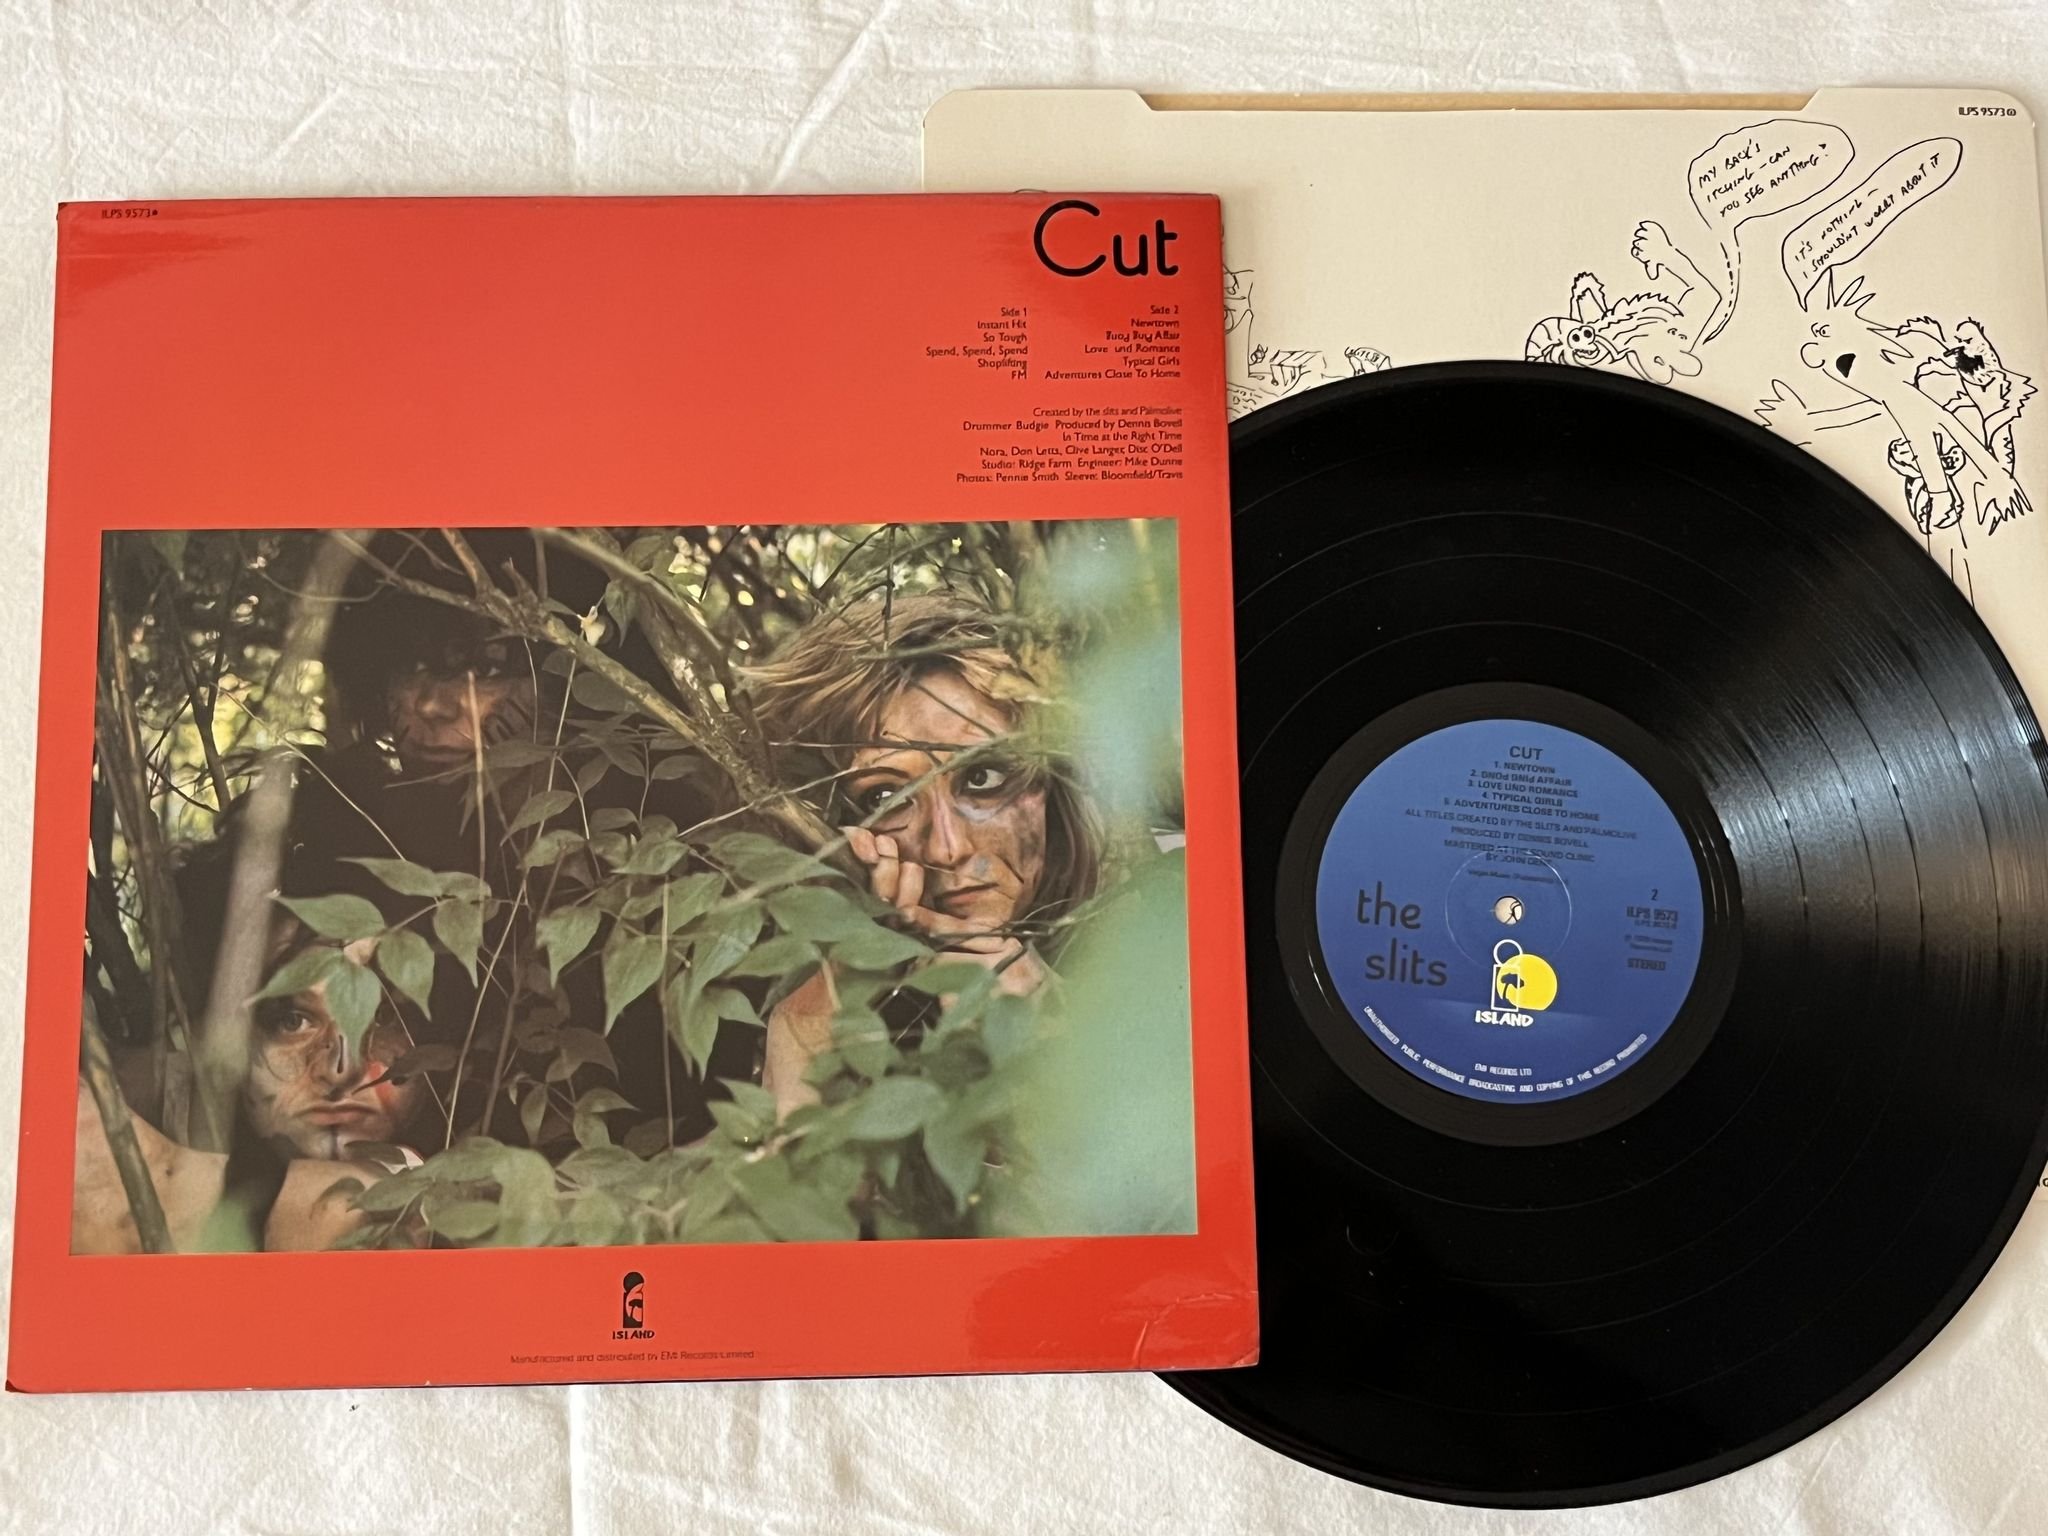 ILPS 9573
Cut
Side 1
Instant Hit
So Tough
Spend, Spend, Spend
Shoplifting
FM
Side 2
Newtown
Love und Romance
Typical Girls
Adventures Close To Home
Created by the slits and Palmolive
Drummer Budgie Produced by Dennis Bovell
In Time at the Right Time
Nora, Don Letts, Clive Langer, Disc O'Dell
Studio: Ridge Farm Engineer: Mike Dunne
Photos: Pennie Smith Sleeve: Bloomfield/Travis
ISLAND
Manufactured and distributed by EMI Records Limited
ILPS 9573
MY BACK'S
ITCHING - CAN
YOU SEE ANYTHING?
IT'S NOTHING -
I SHOULDN'T WORRY ABOUT IT
CUT
1. NEWTOWN
2. PING PONG AFFAIR
3. LOVE UND ROMANCE
4. TYPICAL GIRLS
5. ADVENTURES CLOSE TO HOME
ALL TITLES CREATED BY THE SLITS AND PALMOLIVE
PRODUCED BY DENNIS BOVELL
MASTERED AT THE SOUND CLINIC
BY JOHN
Virgin Music
the
slits
2
ILPS 9573
STEREO
ISLAND
EMI RECORDS LTD
UNAUTHORISED PUBLIC PERFORMANCE BROADCASTING AND COPYING OF THIS RECORD PROHIBITED